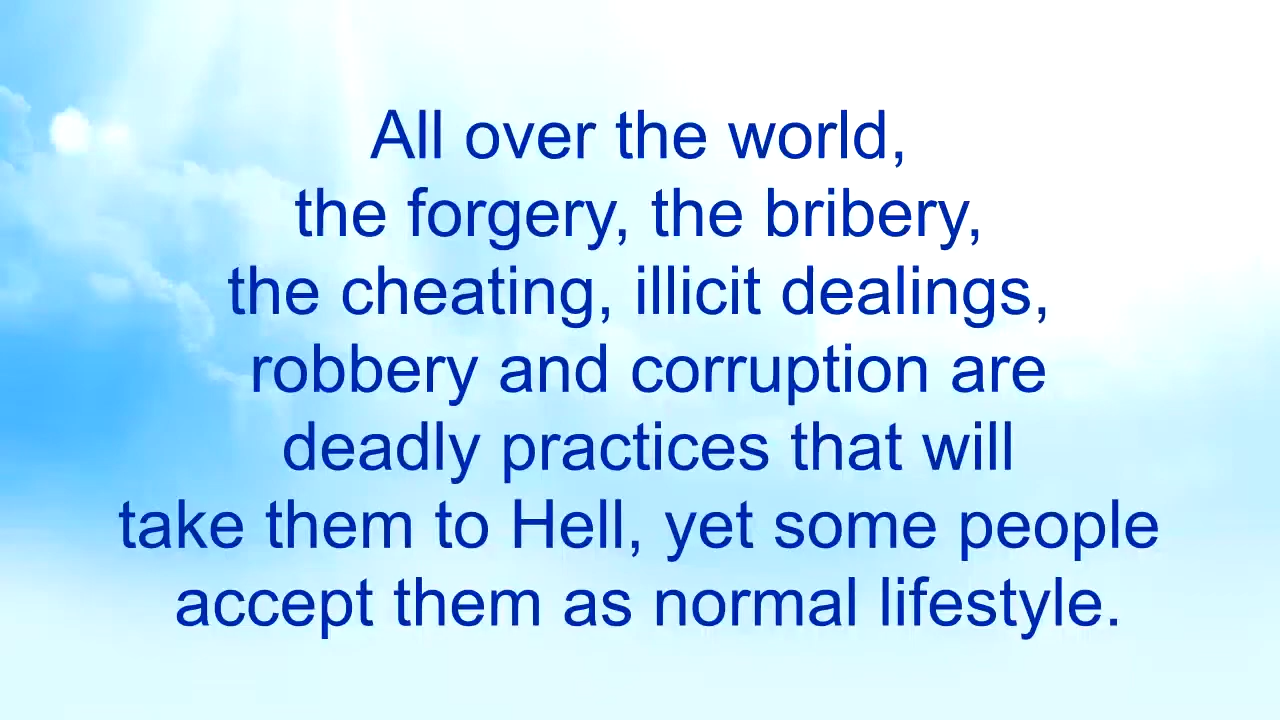 All over the world,
the forgery, the bribery,
the cheating, illicit dealings,
robbery and corruption are
deadly practices that will
take them to Hell, yet some people
accept them as normal lifestyle.